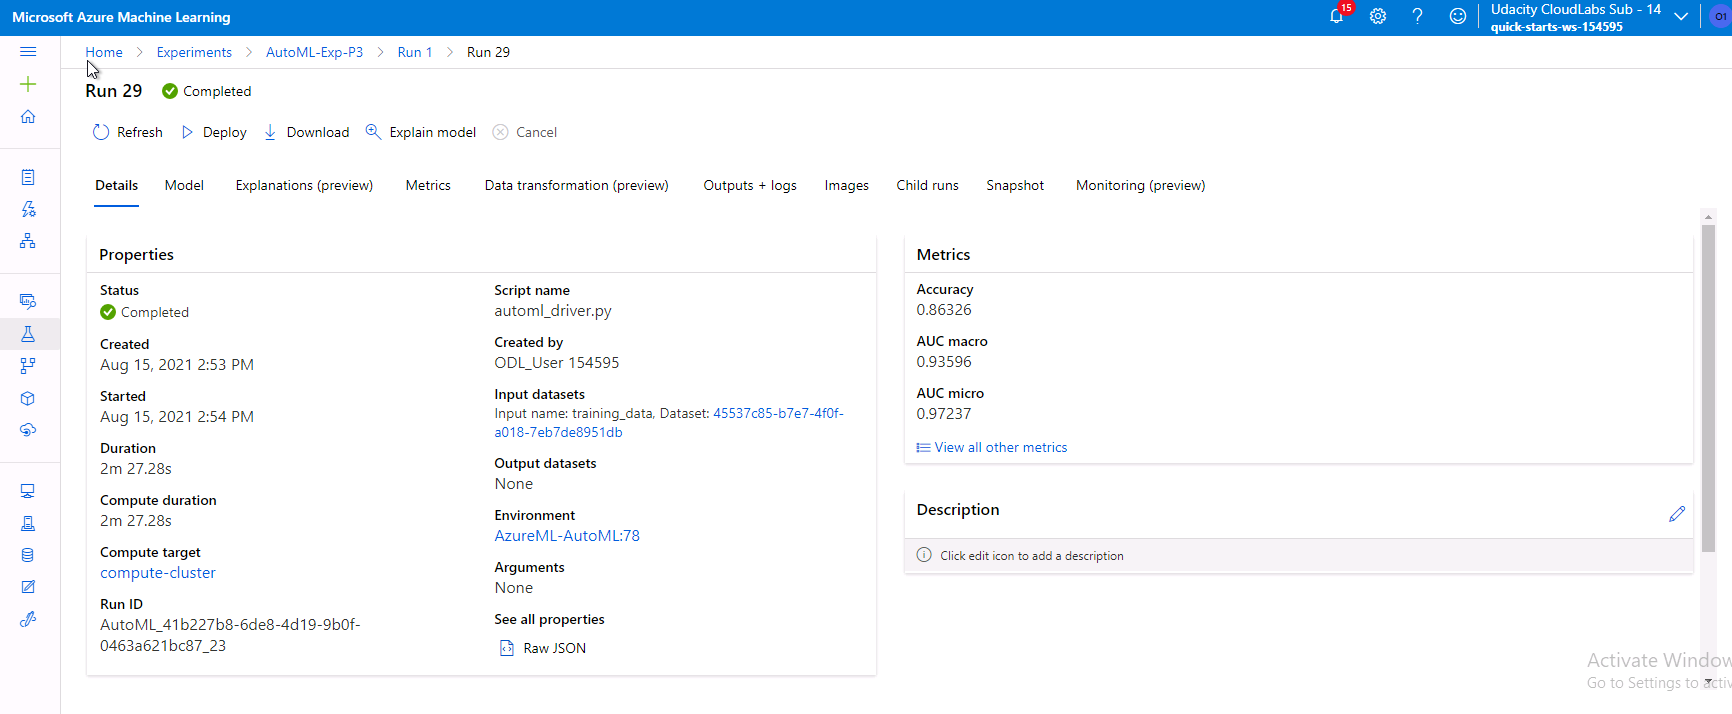 Microsoft Azure Machine Learning
15
Udacity CloudLabs Sub - 14
quick-starts-ws-154595
O1
Home > Experiments > AutoML-Exp-P3 > Run 1 > Run 29
Run 29 Completed
Refresh Deploy Download Explain model Cancel
Details Model Explanations (preview) Metrics Data transformation (preview) Outputs + logs Images Child runs Snapshot Monitoring (preview)
Properties
Status
Completed
Created
Aug 15, 2021 2:53 PM
Started
Aug 15, 2021 2:54 PM
Duration
2m 27.28s
Compute duration
2m 27.28s
Compute target
compute-cluster
Run ID
AutoML_41b227b8-6de8-4d19-9b0f-
0463a621bc87_23
Script name
automl_driver.py
Created by
ODL_User 154595
Input datasets
Input name: training_data, Dataset: 45537c85-b7e7-4f0f-
a018-7eb7de8951db
Output datasets
None
Environment
AzureML-AutoML:78
Arguments
None
See all properties
Raw JSON
Metrics
Accuracy
0.86326
AUC macro
0.93596
AUC micro
0.97237
View all other metrics
Description
Click edit icon to add a description
Activate Window
Go to Settings to activ